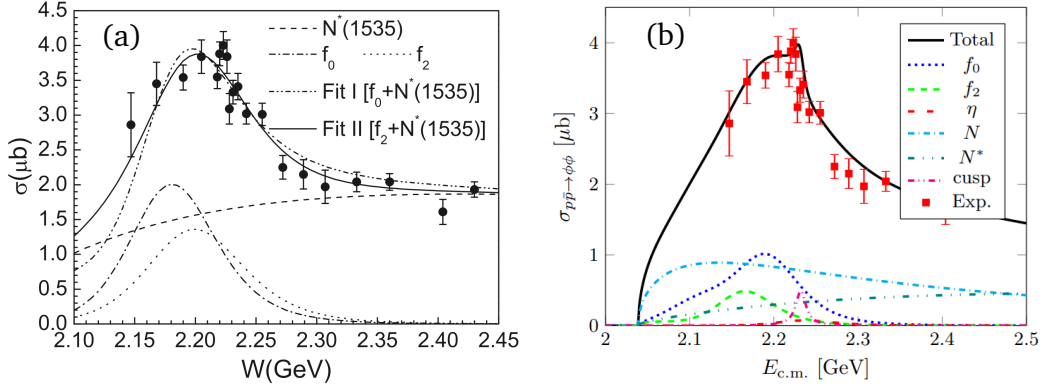 (a)
N*(1535)
f0 f2
Fit I [f0+N*(1535)]
Fit II [f2+N*(1535)]
σ(μb)
4.5
4.0
3.5
3.0
2.5
2.0
1.5
1.0
0.5
0.0
2.10 2.15 2.20 2.25 2.30 2.35 2.40 2.45
W(GeV)
(b)
Total
f0
f2
η
N
N*
cusp
Exp.
σpp̄→ϕϕ [μb]
4
3
2
1
0
2 2.1 2.2 2.3 2.4 2.5
Ec.m. [GeV]